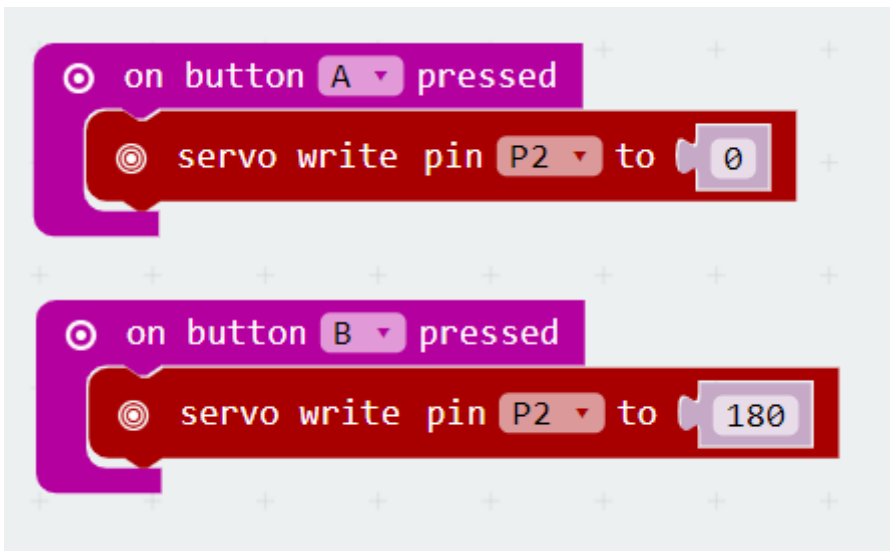 on button A pressed
servo write pin P2 to 0
on button B pressed
servo write pin P2 to 180